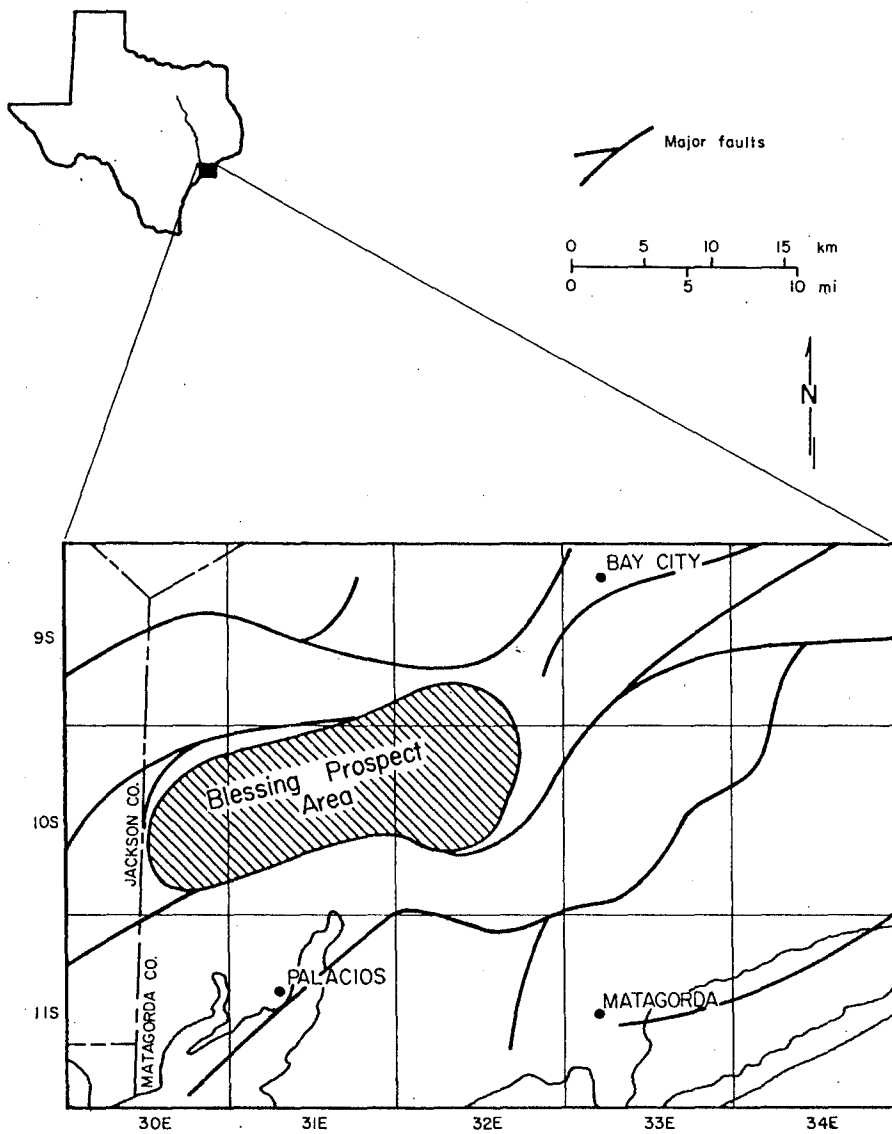 Major faults
0 5 10 15 km
0 5 10 mi
N
BAY CITY
9S
Blessing Prospect
Area
JACKSON CO.
10S
PALACIOS
MATAGORDA
MATAGORDA CO.
11S
30E 31E 32E 33E 34E